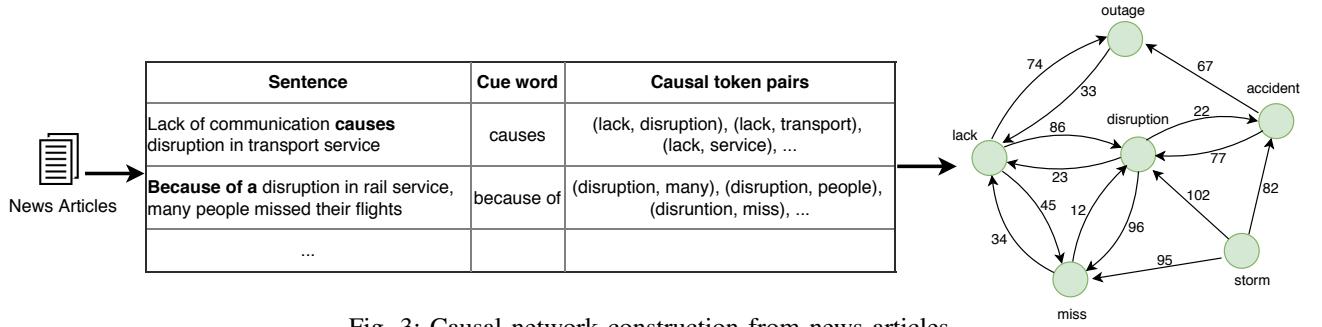 News Articles
Sentence
Cue word
Causal token pairs
Lack of communication causes
disruption in transport service
causes
(lack, disruption), (lack, transport),
(lack, service), ...
Because of a disruption in rail service,
many people missed their flights
because of
(disruption, many), (disruption, people),
(disruntion, miss), ...
...
outage
74
33
67
accident
lack
86
disruption
22
77
23
45
12
96
102
82
34
95
storm
miss
Fig. 3: Causal network construction from news articles